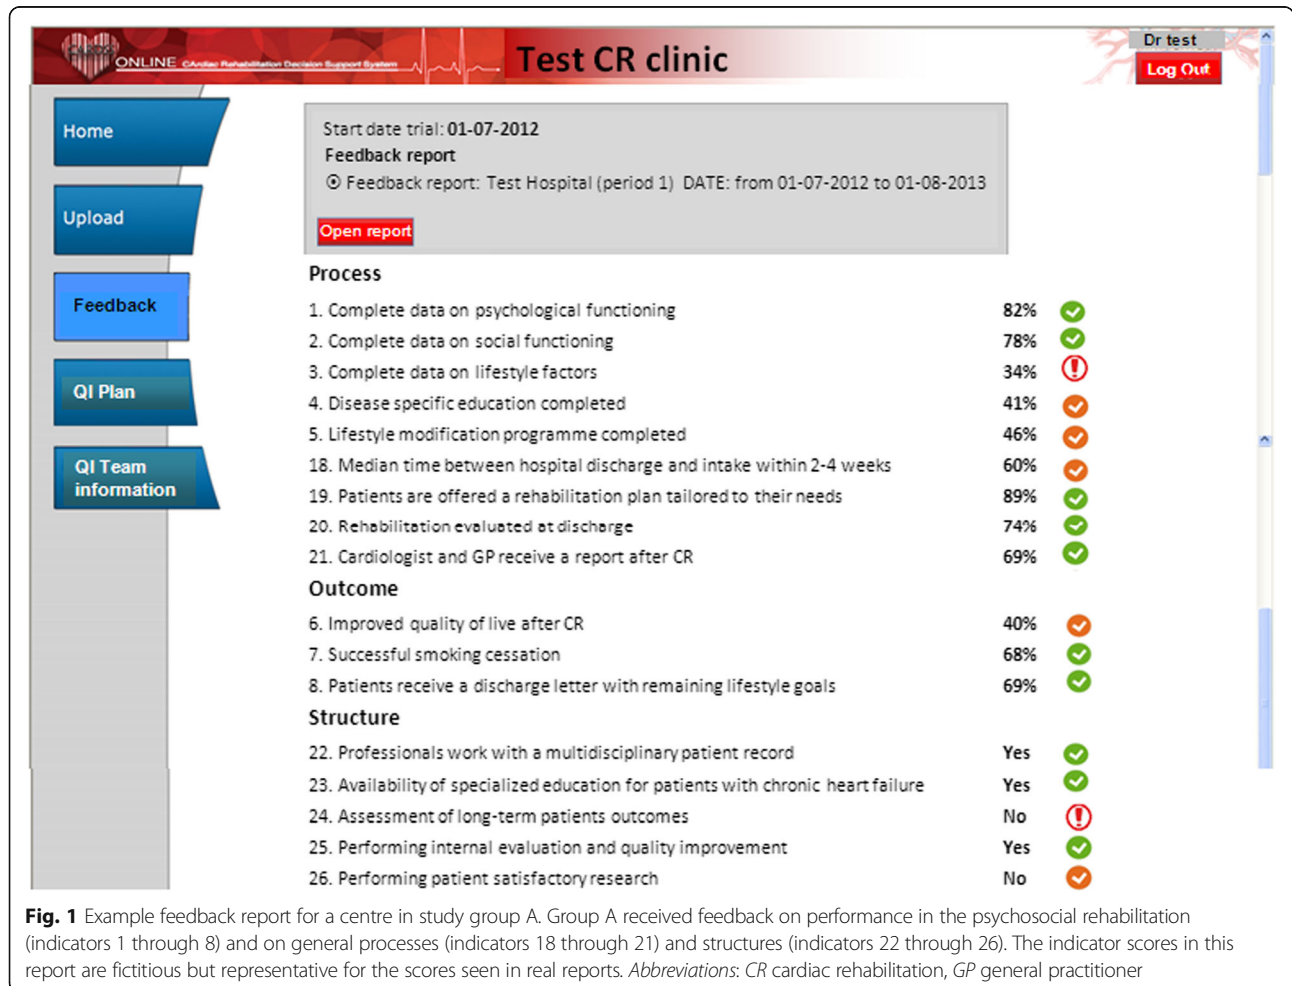 CARDSS ONLINE CArdiac Rehabilitation Decision Support System
Test CR clinic
Dr test
Log Out
Home
Upload
Feedback
QI Plan
QI Team
information
Start date trial: 01-07-2012
Feedback report
Feedback report: Test Hospital (period 1) DATE: from 01-07-2012 to 01-08-2013
Open report
Process
1. Complete data on psychological functioning 82%
2. Complete data on social functioning 78%
3. Complete data on lifestyle factors 34%
4. Disease specific education completed 41%
5. Lifestyle modification programme completed 46%
18. Median time between hospital discharge and intake within 2-4 weeks 60%
19. Patients are offered a rehabilitation plan tailored to their needs 89%
20. Rehabilitation evaluated at discharge 74%
21. Cardiologist and GP receive a report after CR 69%
Outcome
6. Improved quality of live after CR 40%
7. Successful smoking cessation 68%
8. Patients receive a discharge letter with remaining lifestyle goals 69%
Structure
22. Professionals work with a multidisciplinary patient record Yes
23. Availability of specialized education for patients with chronic heart failure Yes
24. Assessment of long-term patients outcomes No
25. Performing internal evaluation and quality improvement Yes
26. Performing patient satisfactory research No
Fig. 1 Example feedback report for a centre in study group A. Group A received feedback on performance in the psychosocial rehabilitation
(indicators 1 through 8) and on general processes (indicators 18 through 21) and structures (indicators 22 through 26). The indicator scores in this
report are fictitious but representative for the scores seen in real reports. Abbreviations: CR cardiac rehabilitation, GP general practitioner